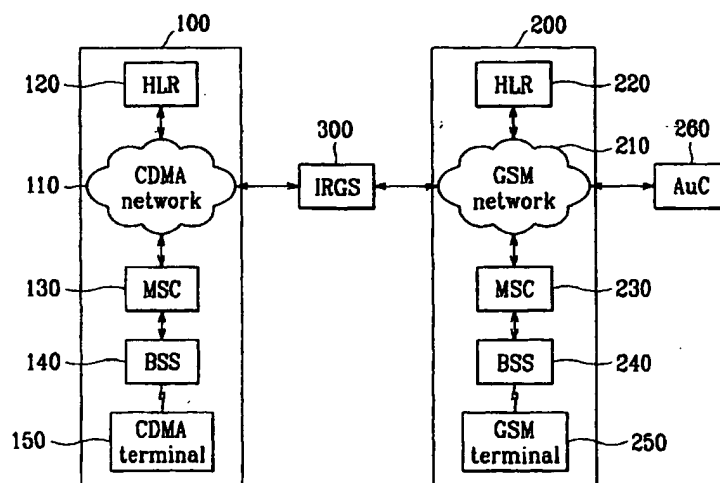 100
200
120
HLR
HLR
220
110
CDMA
network
300
IRGS
210
GSM
network
260
AuC
130
MSC
MSC
230
140
BSS
BSS
240
150
CDMA
terminal
GSM
terminal
250